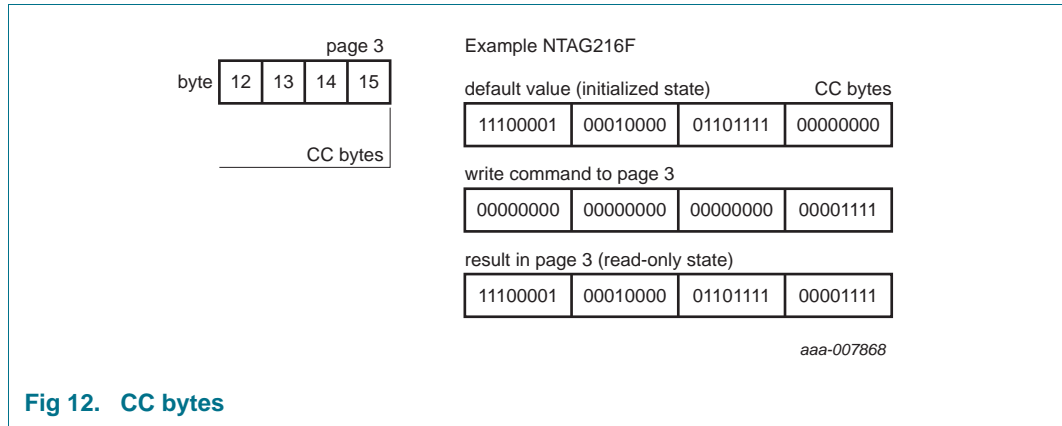 page 3
byte 12 13 14 15
CC bytes
Example NTAG216F
default value (initialized state) CC bytes
11100001 00010000 01101111 00000000
write command to page 3
00000000 00000000 00000000 00001111
result in page 3 (read-only state)
11100001 00010000 01101111 00001111
aaa-007868
Fig 12. CC bytes